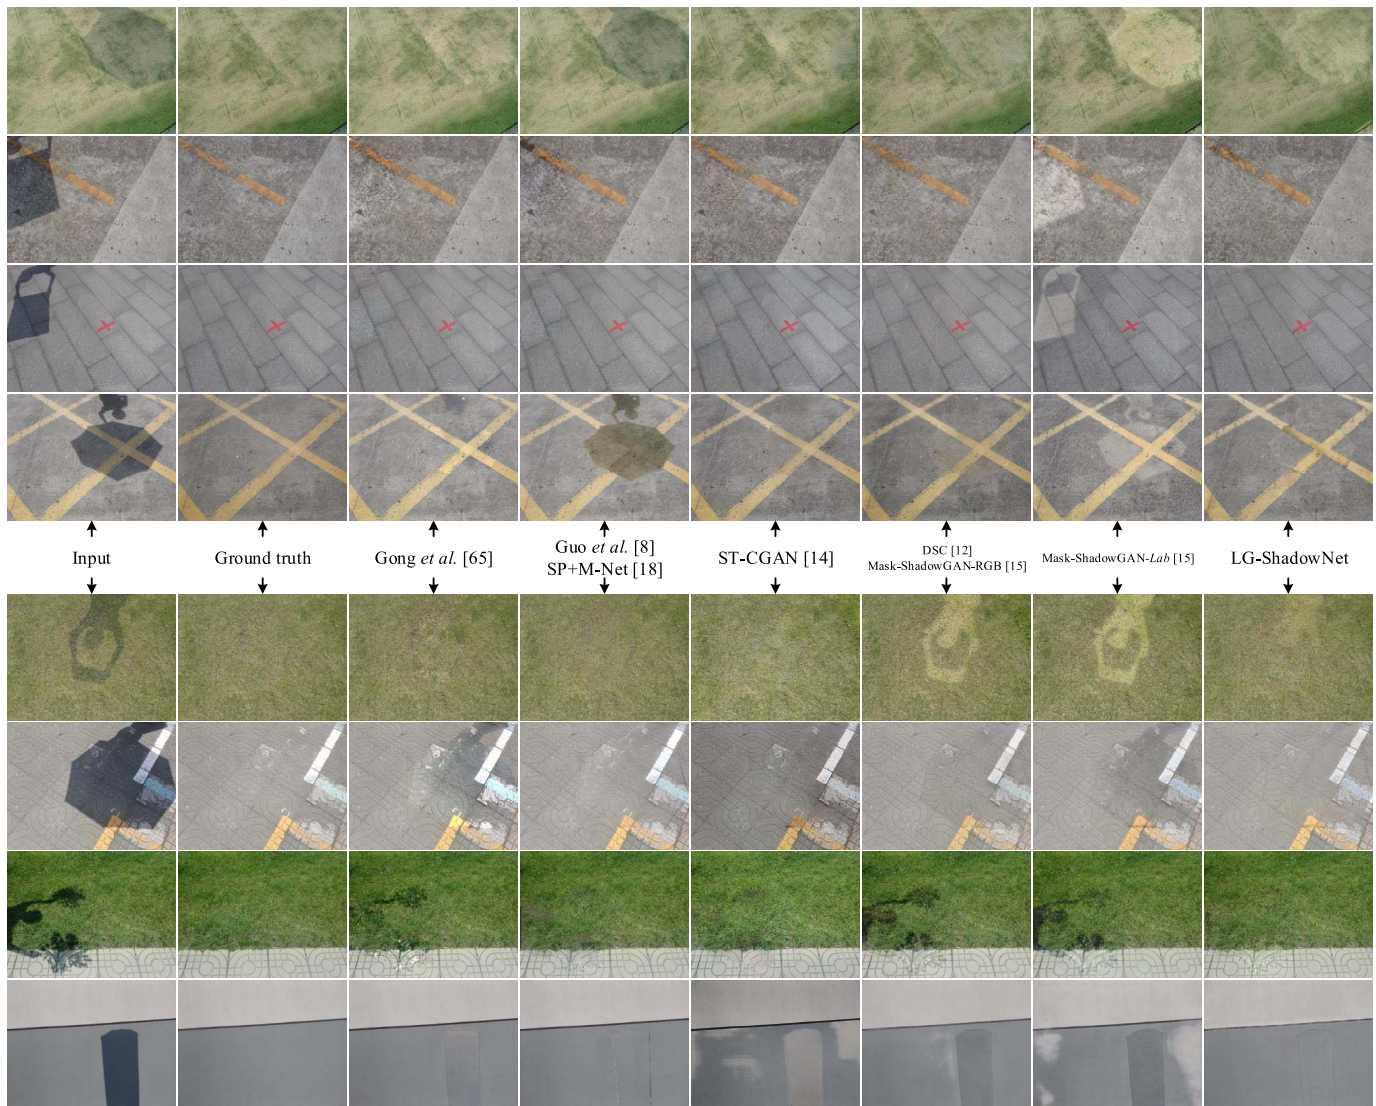 Input
Ground truth
Gong et al. [65]
Guo et al. [8]
SP+M-Net [18]
ST-CGAN [14]
DSC [12]
Mask-ShadowGAN-RGB [15]
Mask-ShadowGAN-Lab [15]
LG-ShadowNet